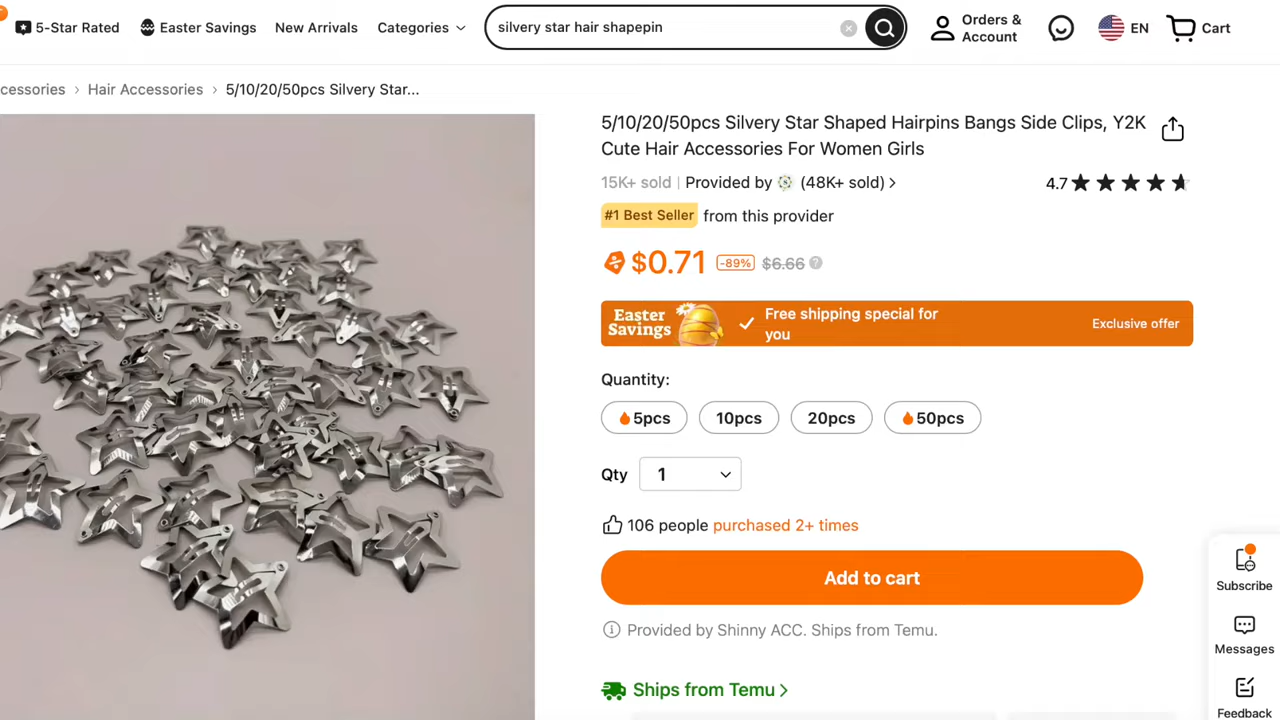 5-Star Rated
Easter Savings
New Arrivals
Categories
silvery star hair shapepin
Orders &
Account
EN
Cart
cessories › Hair Accessories › 5/10/20/50pcs Silvery Star...
5/10/20/50pcs Silvery Star Shaped Hairpins Bangs Side Clips, Y2K
Cute Hair Accessories For Women Girls
15K+ sold | Provided by (48K+ sold) ›
4.7
#1 Best Seller from this provider
$0.71 -89% $6.66 ?
Easter
Savings
Free shipping special for
you
Exclusive offer
Quantity:
5pcs
10pcs
20pcs
50pcs
Qty 1
106 people purchased 2+ times
Add to cart
Provided by Shinny ACC. Ships from Temu.
Ships from Temu ›
Subscribe
Messages
Feedback